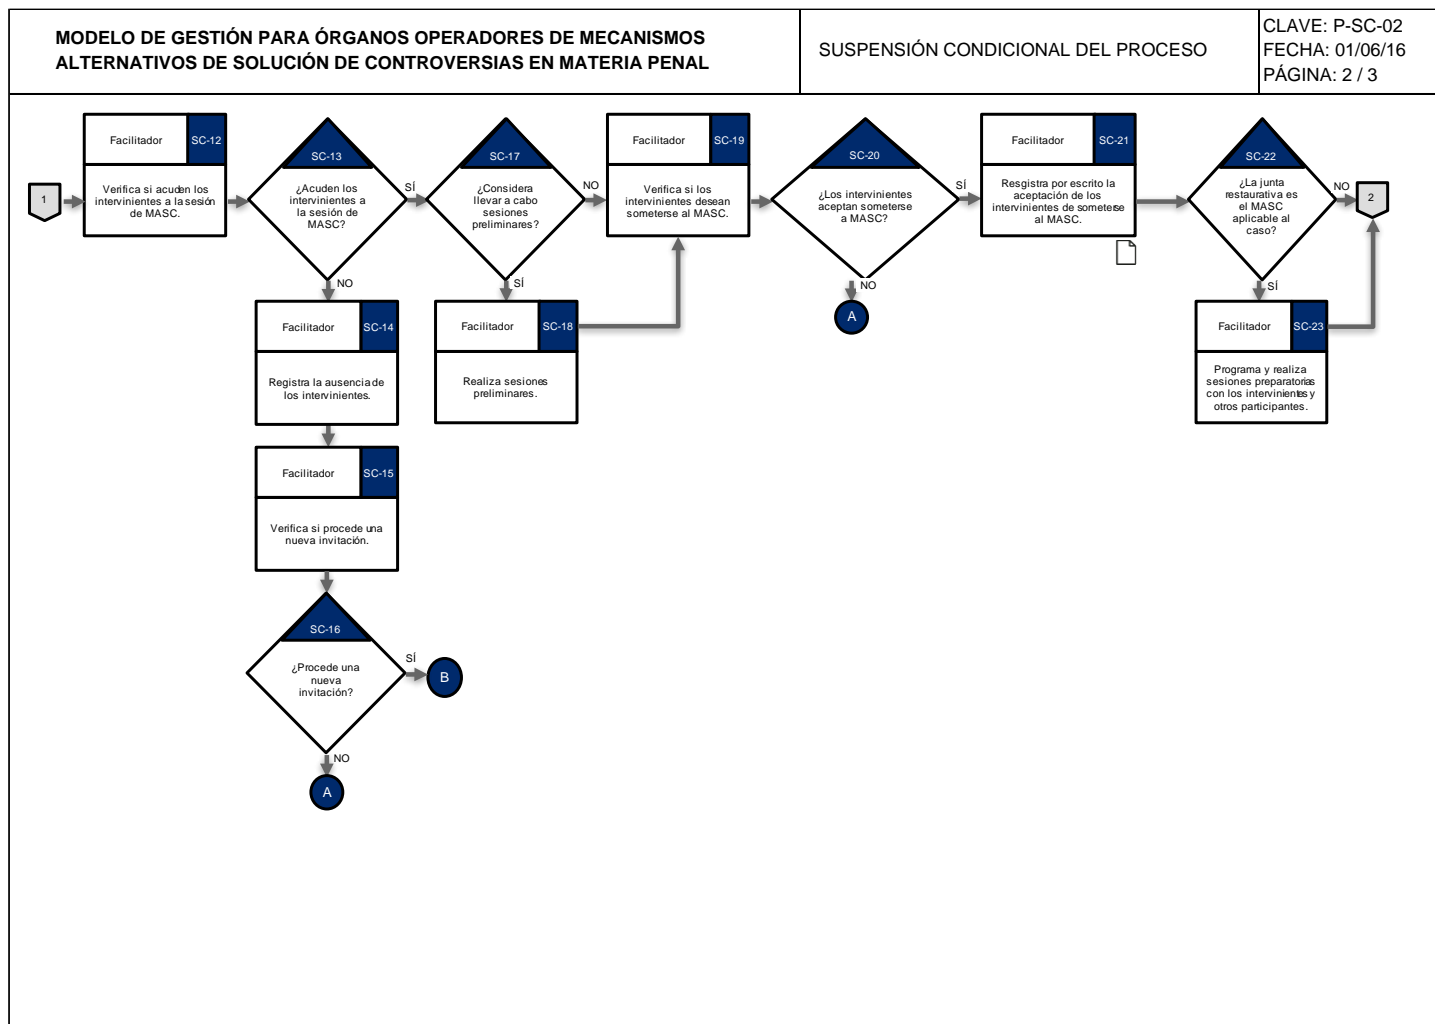 MODELO DE GESTIÓN PARA ÓRGANOS OPERADORES DE MECANISMOS
ALTERNATIVOS DE SOLUCIÓN DE CONTROVERSIAS EN MATERIA PENAL
SUSPENSIÓN CONDICIONAL DEL PROCESO
CLAVE: P-SC-02
FECHA: 01/06/16
PÁGINA: 2 / 3
1
Facilitador
SC-12
Verifica si acuden los
intervinientes a la sesión
de MASC.
SC-13
¿Acuden los
intervinientes a
la sesión de
MASC?
SÍ
NO
SC-17
¿Considera
llevar a cabo
sesiones
preliminares?
NO
SÍ
Facilitador
SC-19
Verifica si los
intervinientes desean
someterse al MASC.
SC-20
¿Los intervinientes
aceptan someterse
a MASC?
SÍ
NO
A
Facilitador
SC-21
Resgistra por escrito la
aceptación de los
intervinientes de someterse
al MASC.
SC-22
¿La junta
restaurativa es
el MASC
aplicable al
caso?
NO
SÍ
2
Facilitador
SC-14
Registra la ausencia de
los intervinientes.
Facilitador
SC-18
Realiza sesiones
preliminares.
Facilitador
SC-23
Programa y realiza
sesiones preparatorias
con los intervinientes y
otros participantes.
Facilitador
SC-15
Verifica si procede una
nueva invitación.
SC-16
¿Procede una
nueva
invitación?
SÍ
B
NO
A